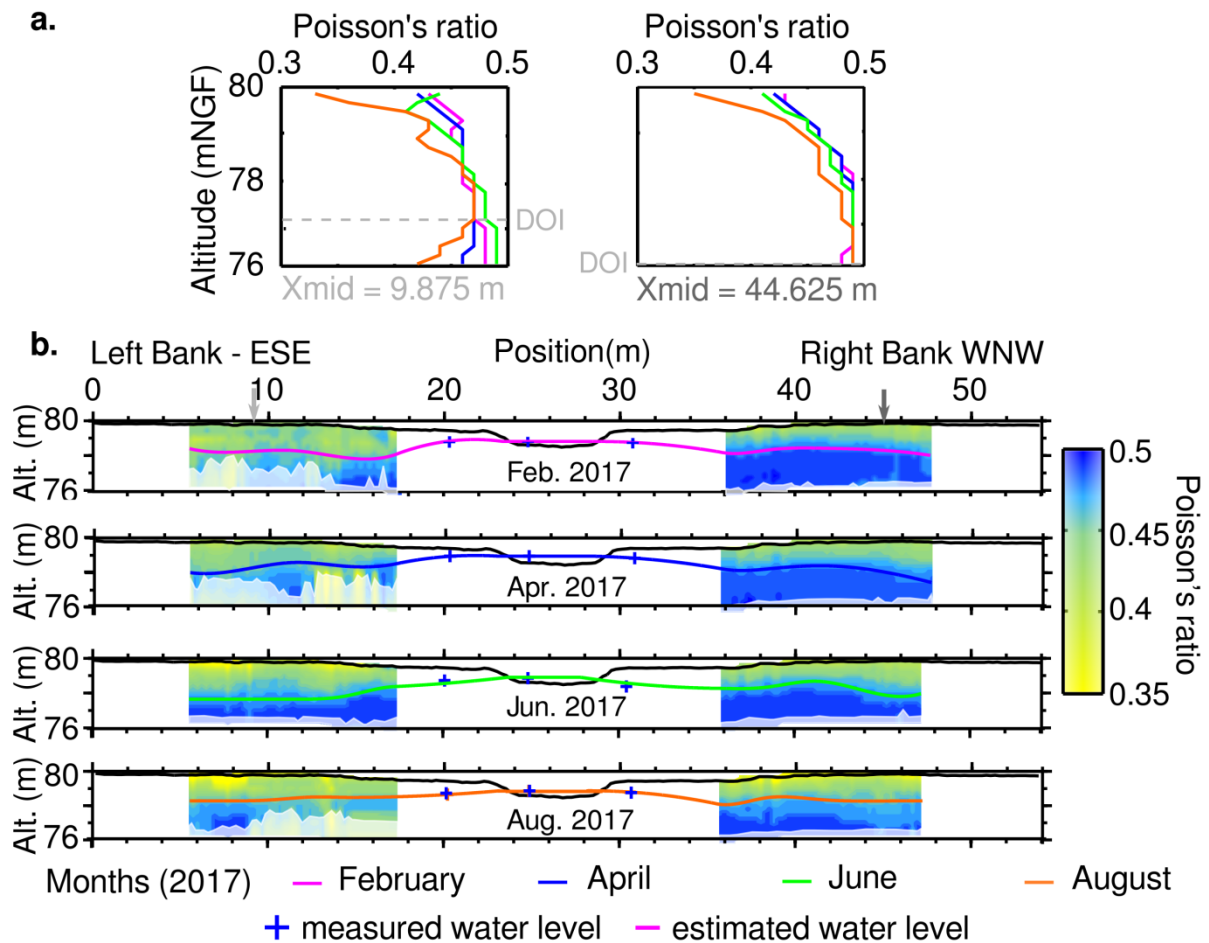 a.
Poisson's ratio
Poisson's ratio
0.3 0.4 0.5
0.3 0.4 0.5
80
78
76
Altitude (mNGF)
DOI
DOI
Xmid = 9.875 m
Xmid = 44.625 m
b.
Left Bank - ESE
Position(m)
Right Bank WNW
0 10 20 30 40 50
Alt. (m)
80
76
Feb. 2017
Alt. (m)
80
76
Apr. 2017
Alt. (m)
80
76
Jun. 2017
Alt. (m)
80
76
Aug. 2017
0.5
0.45
0.4
0.35
Poisson's ratio
Months (2017) February April June August
measured water level estimated water level